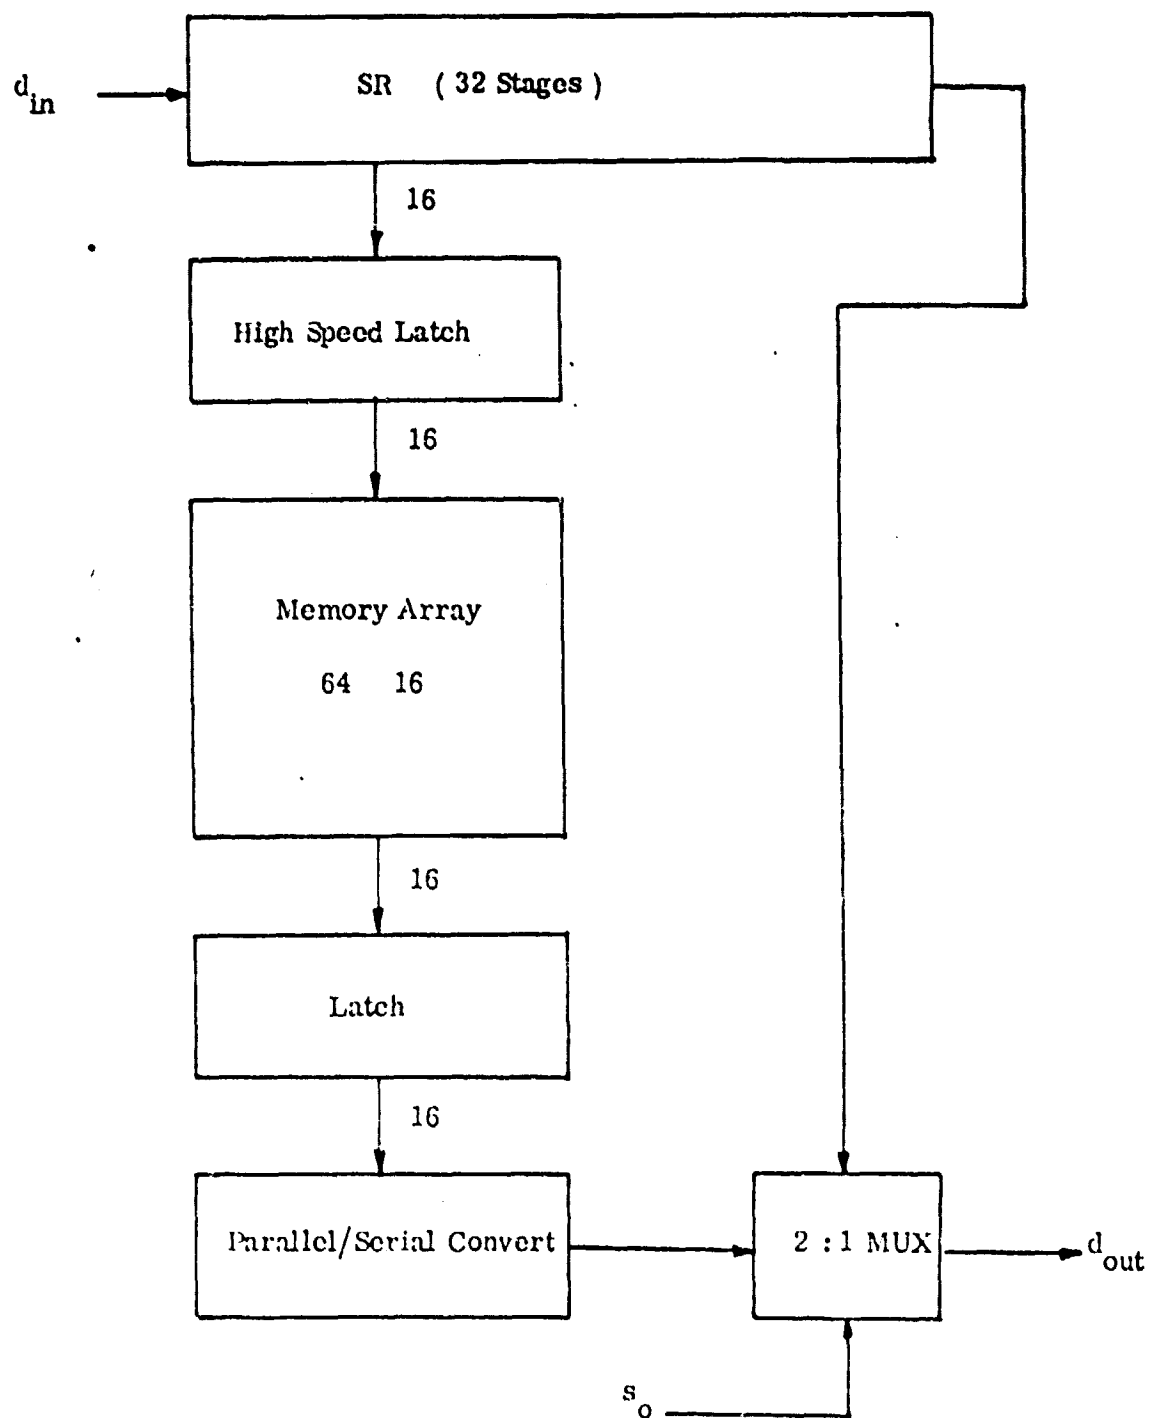 d_in
SR ( 32 Stages )
16
High Speed Latch
16
Memory Array
64 16
16
Latch
16
Parallel/Serial Convert
2 : 1 MUX
d_out
s_o